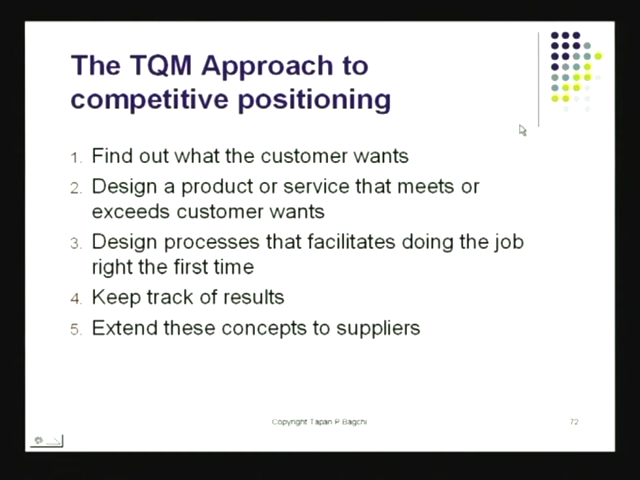 The TQM Approach to
competitive positioning
1. Find out what the customer wants
2. Design a product or service that meets or
exceeds customer wants
3. Design processes that facilitates doing the job
right the first time
4. Keep track of results
5. Extend these concepts to suppliers
Copyright Tapan P Bagchi
72